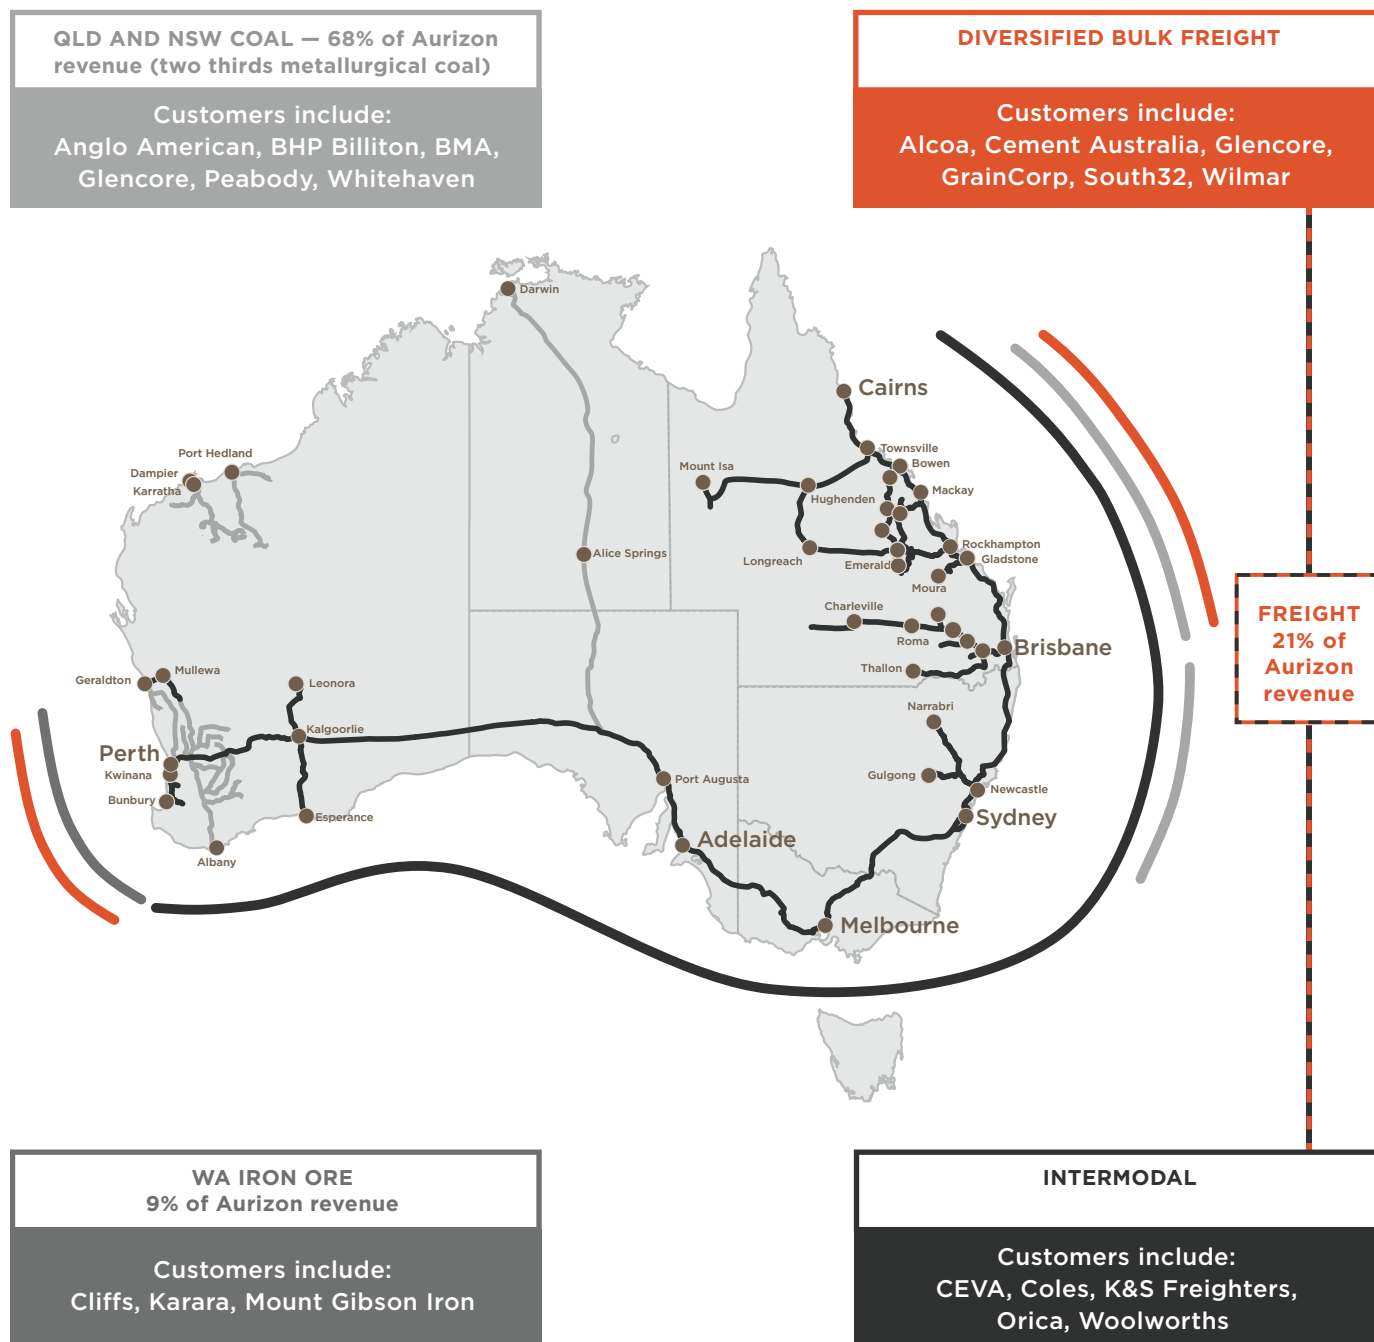 QLD AND NSW COAL — 68% of Aurizon
revenue (two thirds metallurgical coal)
Customers include:
Anglo American, BHP Billiton, BMA,
Glencore, Peabody, Whitehaven
DIVERSIFIED BULK FREIGHT
Customers include:
Alcoa, Cement Australia, Glencore,
GrainCorp, South32, Wilmar
Darwin
Cairns
Townsville
Port Hedland
Bowen
Mount Isa
Dampier
Karratha
Mackay
Hughenden
Rockhampton
Alice Springs
Longreach
Gladstone
Emerald
Moura
Charleville
FREIGHT
21% of
Aurizon
revenue
Roma
Brisbane
Thallon
Mullewa
Geraldton
Leonora
Narrabri
Kalgoorlie
Perth
Kwinana
Port Augusta
Gulgong
Newcastle
Bunbury
Esperance
Sydney
Adelaide
Albany
Melbourne
WA IRON ORE
9% of Aurizon revenue
Customers include:
Cliffs, Karara, Mount Gibson Iron
INTERMODAL
Customers include:
CEVA, Coles, K&S Freighters,
Orica, Woolworths